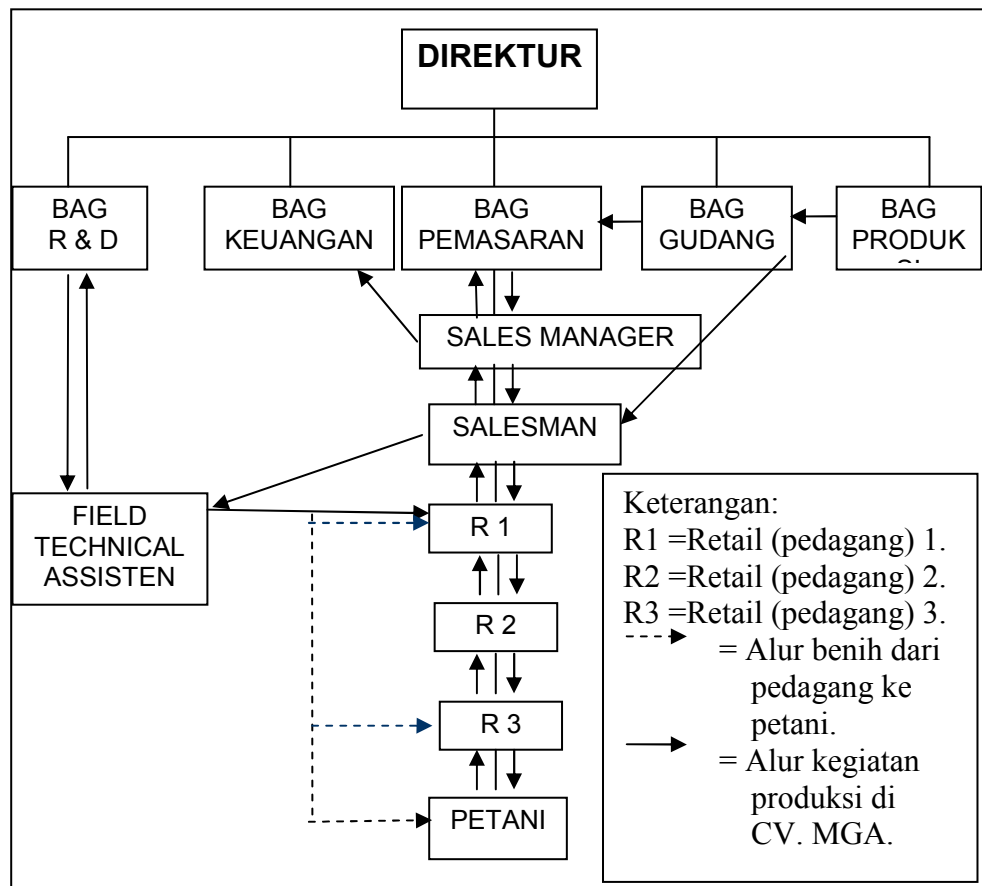 DIREKTUR
BAG
R & D
BAG
KEUANGAN
BAG
PEMASARAN
BAG
GUDANG
BAG
PRODUK
SALES MANAGER
SALESMAN
FIELD
TECHNICAL
ASSISTEN
R 1
R 2
R 3
PETANI
Keterangan:
R1 =Retail (pedagang) 1.
R2 =Retail (pedagang) 2.
R3 =Retail (pedagang) 3.
= Alur benih dari
pedagang ke
petani.
= Alur kegiatan
produksi di
CV. MGA.